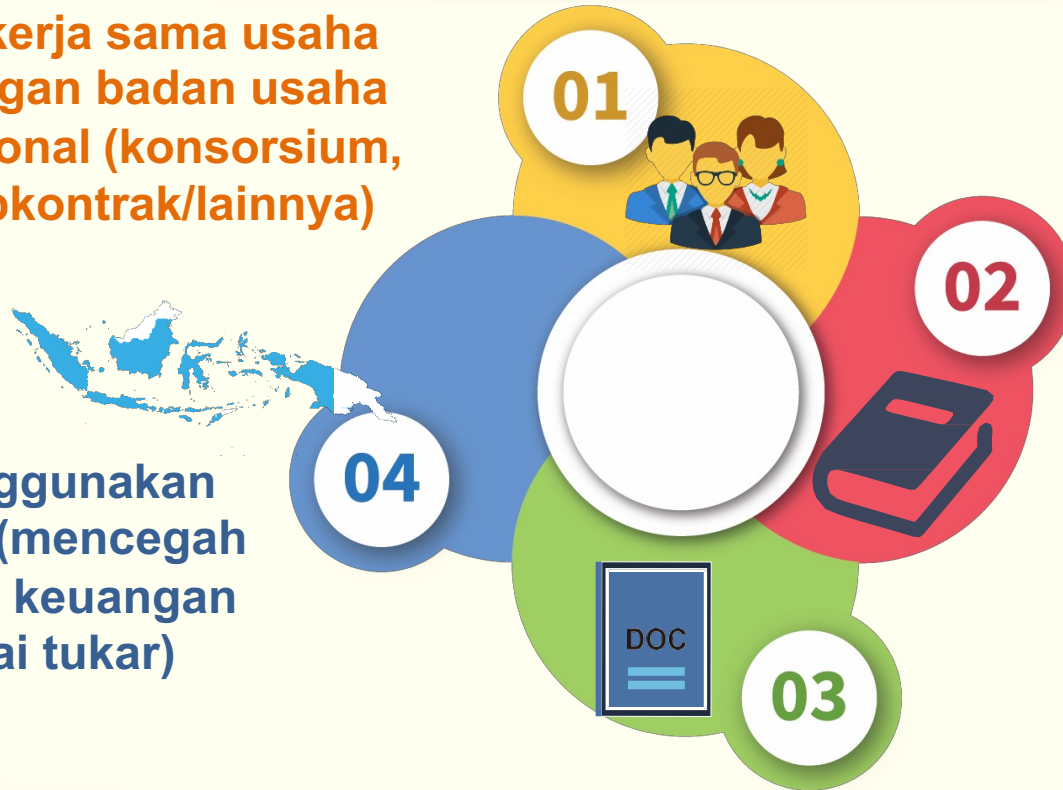 kerja sama usaha
gan badan usaha
onal (konsorsium,
okontrak/lainnya)
01
02
04
ggunakan
(mencegah
keuangan
ai tukar)
DOC
03